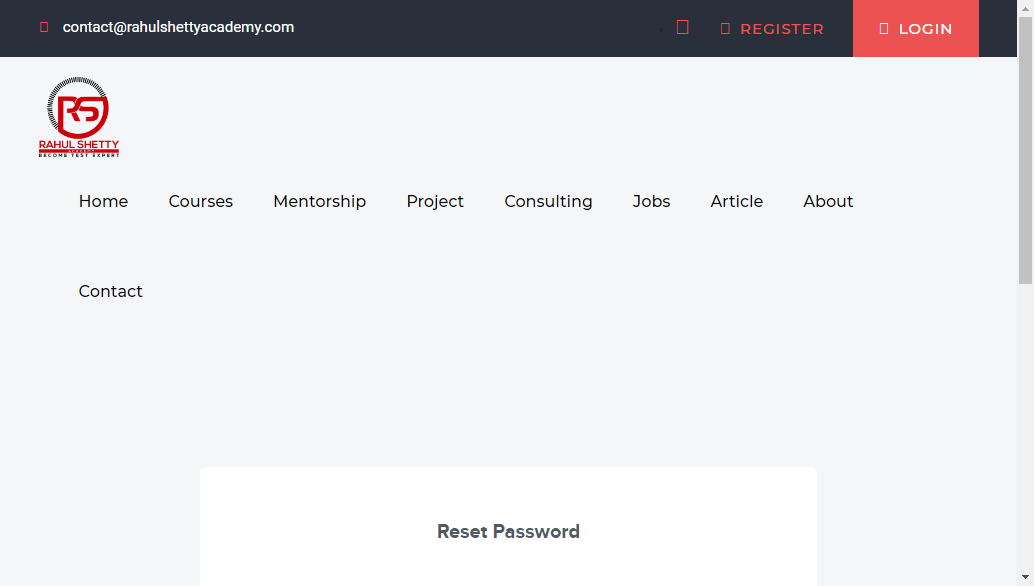 contact@rahulshettyacademy.com
REGISTER
LOGIN
RS
RAHUL SHETTY
ACADEMY
BECOME TEST EXPERT
Home Courses Mentorship Project Consulting Jobs Article About
Contact
Reset Password